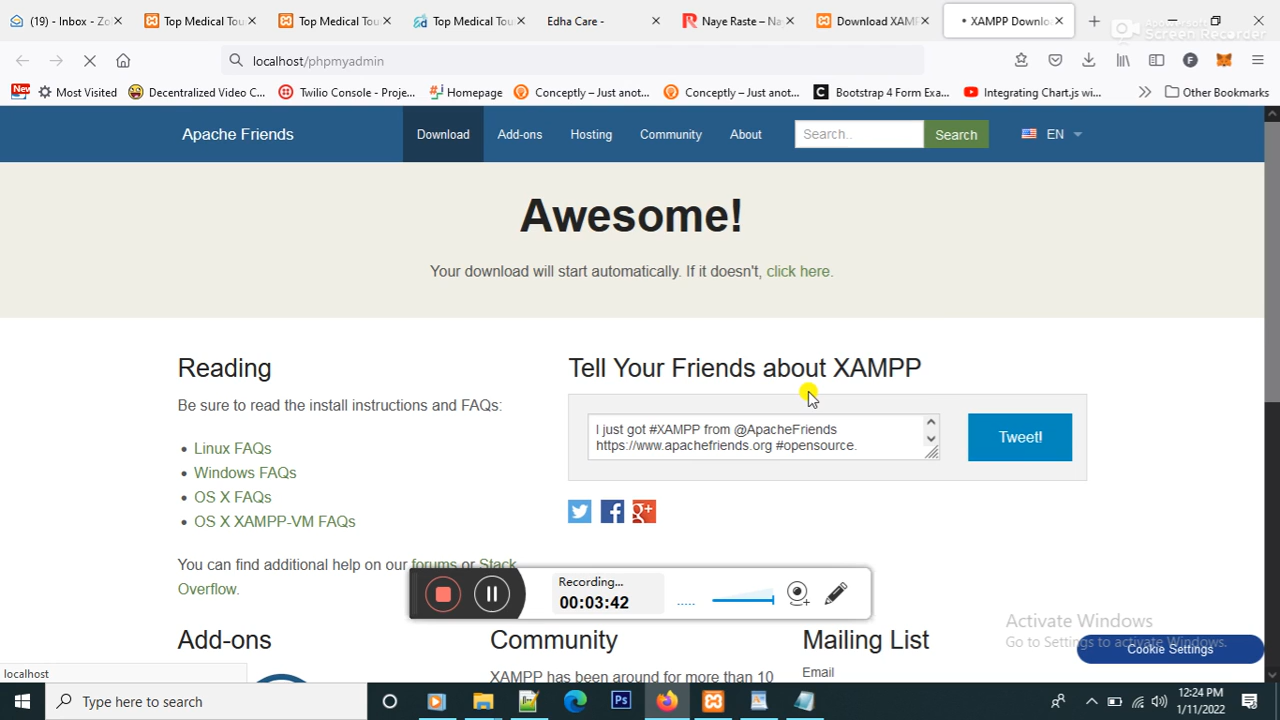 (19) - Inbox - Zo
Top Medical Tou
Top Medical Tou
Top Medical Tou
Edha Care -
Naye Raste – Na
Download XAM
XAMPP Downlo
Apowersoft
Screen Recorder
localhost/phpmyadmin
New
Most Visited
Decentralized Video C...
Twilio Console - Proje...
Homepage
Conceptly – Just anot...
Conceptly – Just anot...
Bootstrap 4 Form Exa...
Integrating Chart.js wi...
Other Bookmarks
Apache Friends
Download
Add-ons
Hosting
Community
About
Search..
Search
EN
Awesome!
Your download will start automatically. If it doesn't, click here.
Reading
Be sure to read the install instructions and FAQs:
Linux FAQs
Windows FAQs
OS X FAQs
OS X XAMPP-VM FAQs
You can find additional help on our forums or Stack
Overflow.
Tell Your Friends about XAMPP
I just got #XAMPP from @ApacheFriends
https://www.apachefriends.org #opensource.
Tweet!
Recording...
00:03:42
Add-ons
Community
XAMPP has been around for more than 10
Mailing List
Email
Activate Windows
Go to Settings to activate Windows.
Cookie Settings
localhost
Type here to search
Ps
12:24 PM
1/11/2022